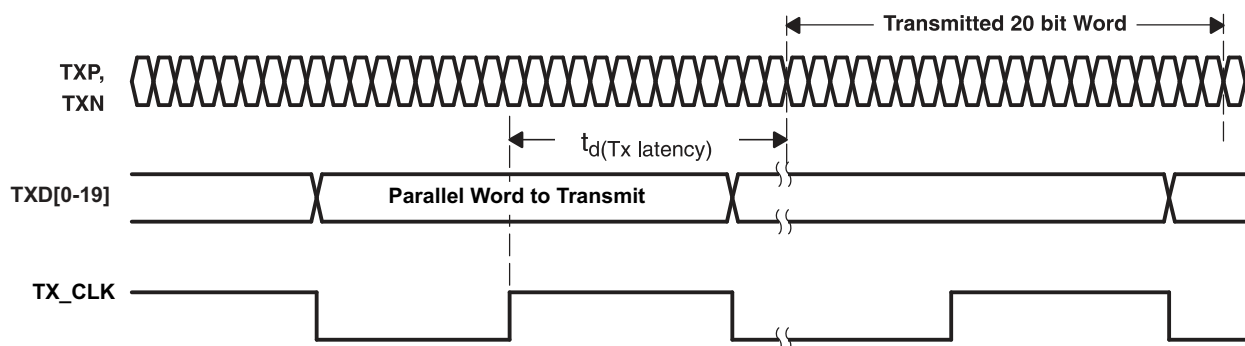 Transmitted 20 bit Word
TXP,
TXN
td(Tx latency)
TXD[0-19]
Parallel Word to Transmit
TX_CLK